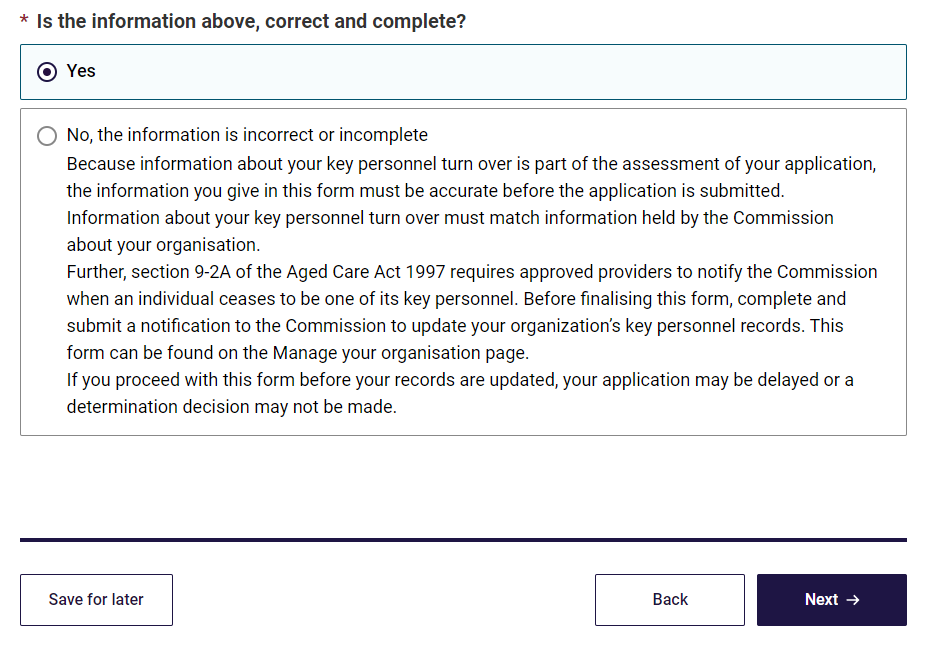 * Is the information above, correct and complete?
Yes
No, the information is incorrect or incomplete
Because information about your key personnel turn over is part of the assessment of your application,
the information you give in this form must be accurate before the application is submitted.
Information about your key personnel turn over must match information held by the Commission
about your organisation.
Further, section 9-2A of the Aged Care Act 1997 requires approved providers to notify the Commission
when an individual ceases to be one of its key personnel. Before finalising this form, complete and
submit a notification to the Commission to update your organization’s key personnel records. This
form can be found on the Manage your organisation page.
If you proceed with this form before your records are updated, your application may be delayed or a
determination decision may not be made.
Save for later
Back
Next →